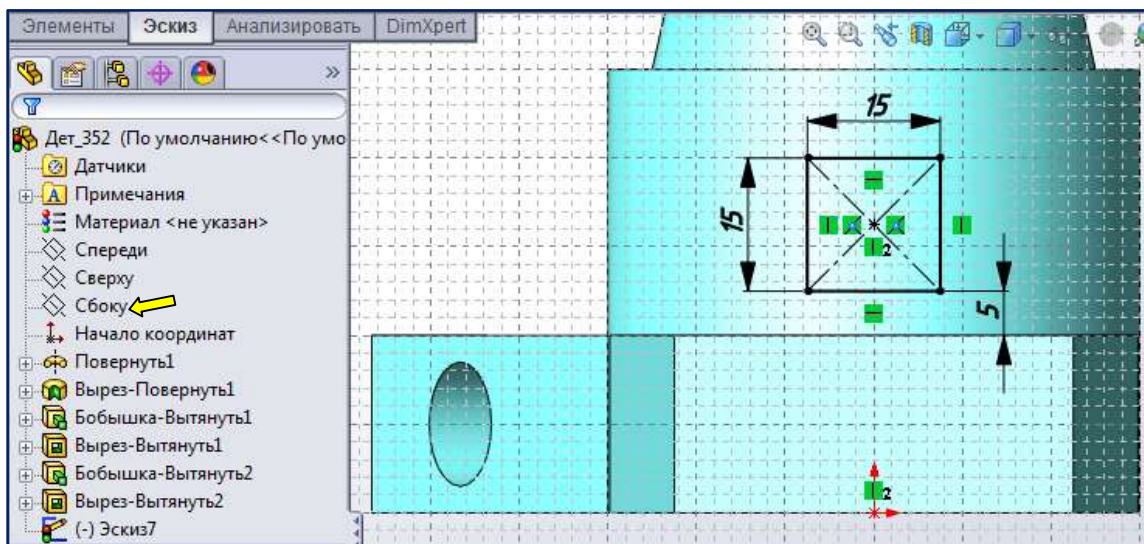 Элементы Эскиз Анализировать DimXpert
»
Дет_352 (По умолчанию<<По умо
Датчики
Примечания
Материал <не указан>
Спереди
Сверху
Сбоку
Начало координат
Повернуть1
Вырез-Повернуть1
Бобышка-Вытянуть1
Вырез-Вытянуть1
Бобышка-Вытянуть2
Вырез-Вытянуть2
(-) Эскиз7
15
15
2
5
2